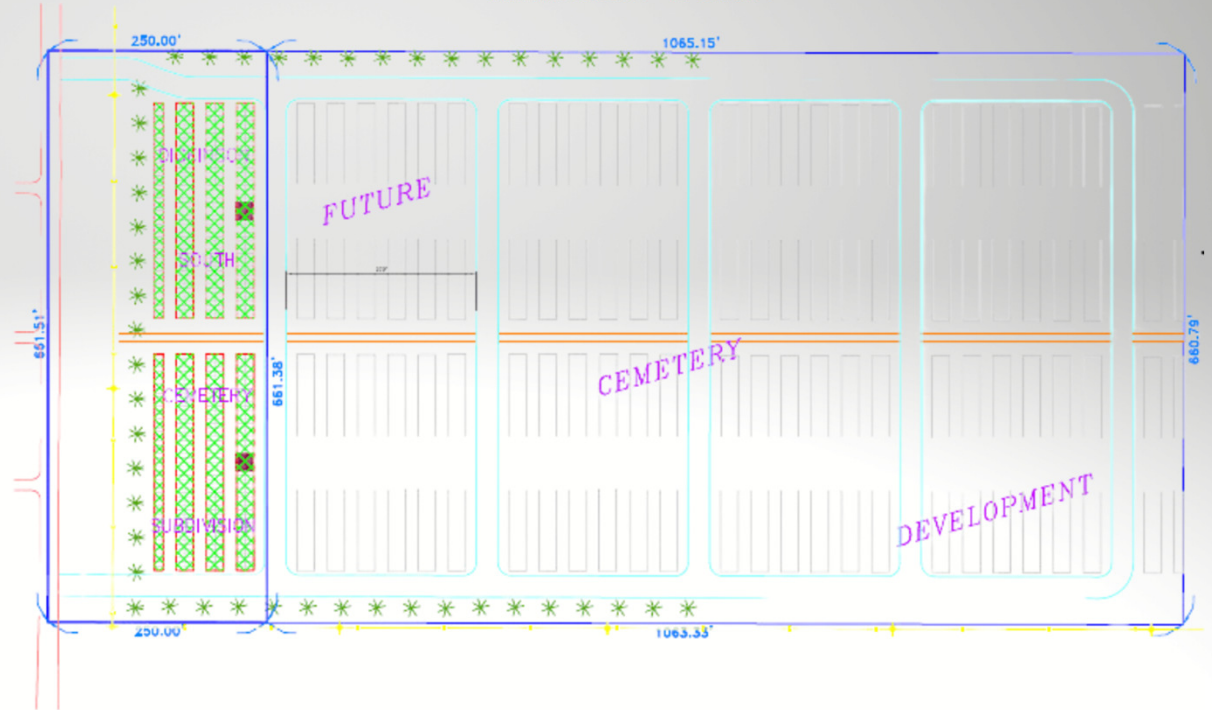 250.00'
1065.15'
FUTURE
SOUTH
651.51'
661.38'
660.79'
CEMETERY
CEMETERY
SUBDIVISION
DEVELOPMENT
250.00'
1063.33'